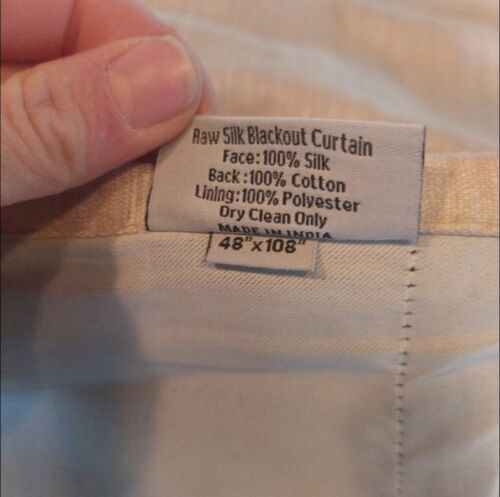 Raw Silk Blackout Curtain
Face:100% Silk
Back :100% Cotton
Lining:100% Polyester
Dry Clean Only
MADE IN INDIA
48"x108"